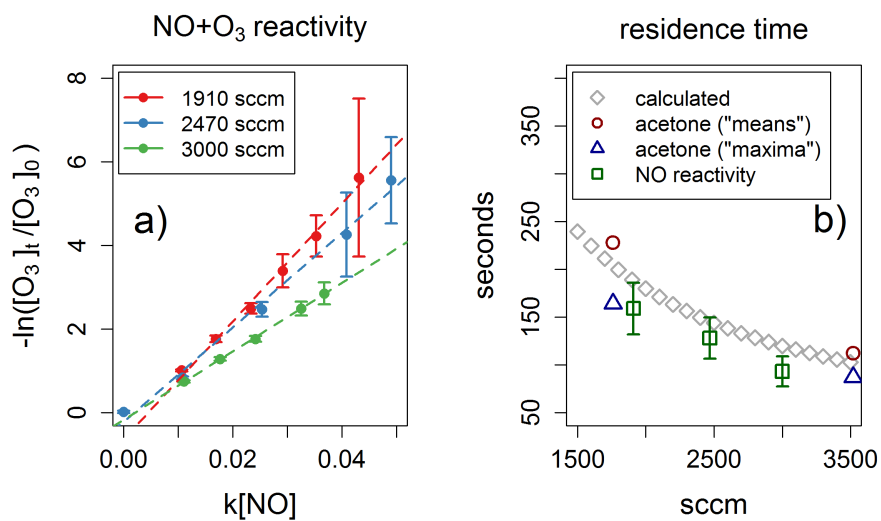 NO+O₃ reactivity
-ln([O₃]t /[O₃]₀)
8
6
4
2
0
1910 sccm
2470 sccm
3000 sccm
a)
0.00
0.02
0.04
k[NO]
residence time
seconds
350
250
150
50
calculated
acetone ("means")
acetone ("maxima")
NO reactivity
b)
1500
2500
3500
sccm